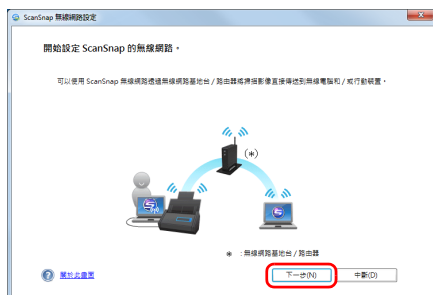 ScanSnap 無線網路設定
開始設定 ScanSnap 的無線網路。
可以使用 ScanSnap 無線網路透過無線網路基地台 / 路由器將掃描影像直接傳送到無線電腦和 / 或行動裝置。
(*)
* : 無線網路基地台 / 路由器
關於此畫面
下一步(N)
中斷(D)